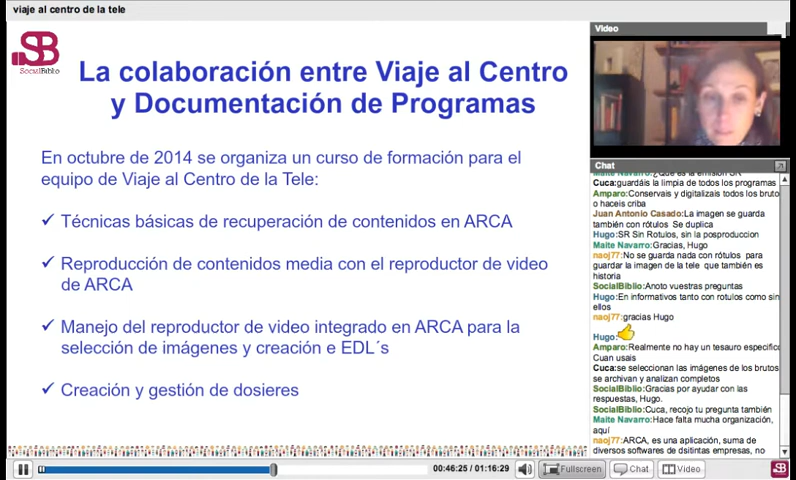 viaje al centro de la tele
SB
SocialBiblio
La colaboración entre Viaje al Centro
y Documentación de Programas
En octubre de 2014 se organiza un curso de formación para el
equipo de Viaje al Centro de la Tele:
✓ Técnicas básicas de recuperación de contenidos en ARCA
✓ Reproducción de contenidos media con el reproductor de video
de ARCA
✓ Manejo del reproductor de video integrado en ARCA para la
selección de imágenes y creación e EDL´s
✓ Creación y gestión de dosieres
Video
Chat
Maite Navarro:¿Que es la emisión SR
Cuca:guardáis la limpia de todos los programas
Amparo:Conservais y digitalizais todos los bruto
o haceis criba
Juan Antonio Casado:La imagen se guarda
también con rótulos Se duplica
Hugo:SR Sin Rotulos, sin la posproduccion
Maite Navarro:Gracias, Hugo
naoj77:No se guarda nada con rótulos para
guardar la imagen de la tele que también es
historia
SocialBiblio:Anoto vuestras preguntas
Hugo:En informativos tanto con rotulos como sin
ellos
naoj77:gracias Hugo
Hugo:
Amparo:Realmente no hay un tesauro especifico
Cuan usais
Cuca:se seleccionan las imágenes de los brutos
se archivan y analizan completos
SocialBiblio:Gracias por ayudar con las
respuestas, Hugo.
SocialBiblio:Cuca, recojo tu pregunta también
Maite Navarro:Hace falta mucha organización,
aquí
naoj77:ARCA, es una aplicación, suma de
diversos softwares de dsitintas empresas, no
00:46:25 / 01:16:29
Fullscreen
Chat
Video
SB